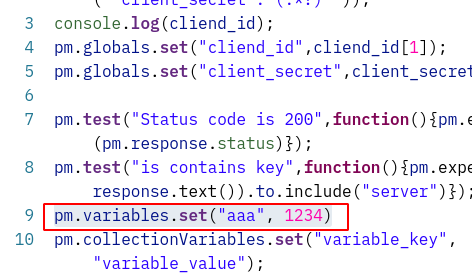 ("client_secret":"(.*?)"));
3 console.log(cliend_id);
4 pm.globals.set("cliend_id",cliend_id[1]);
5 pm.globals.set("client_secret",client_secret
6
7 pm.test("Status code is 200",function(){pm.e
(pm.response.status)});
8 pm.test("is contains key",function(){pm.expe
response.text()).to.include("server")});
9 pm.variables.set("aaa", 1234)
10 pm.collectionVariables.set("variable_key",
"variable_value");